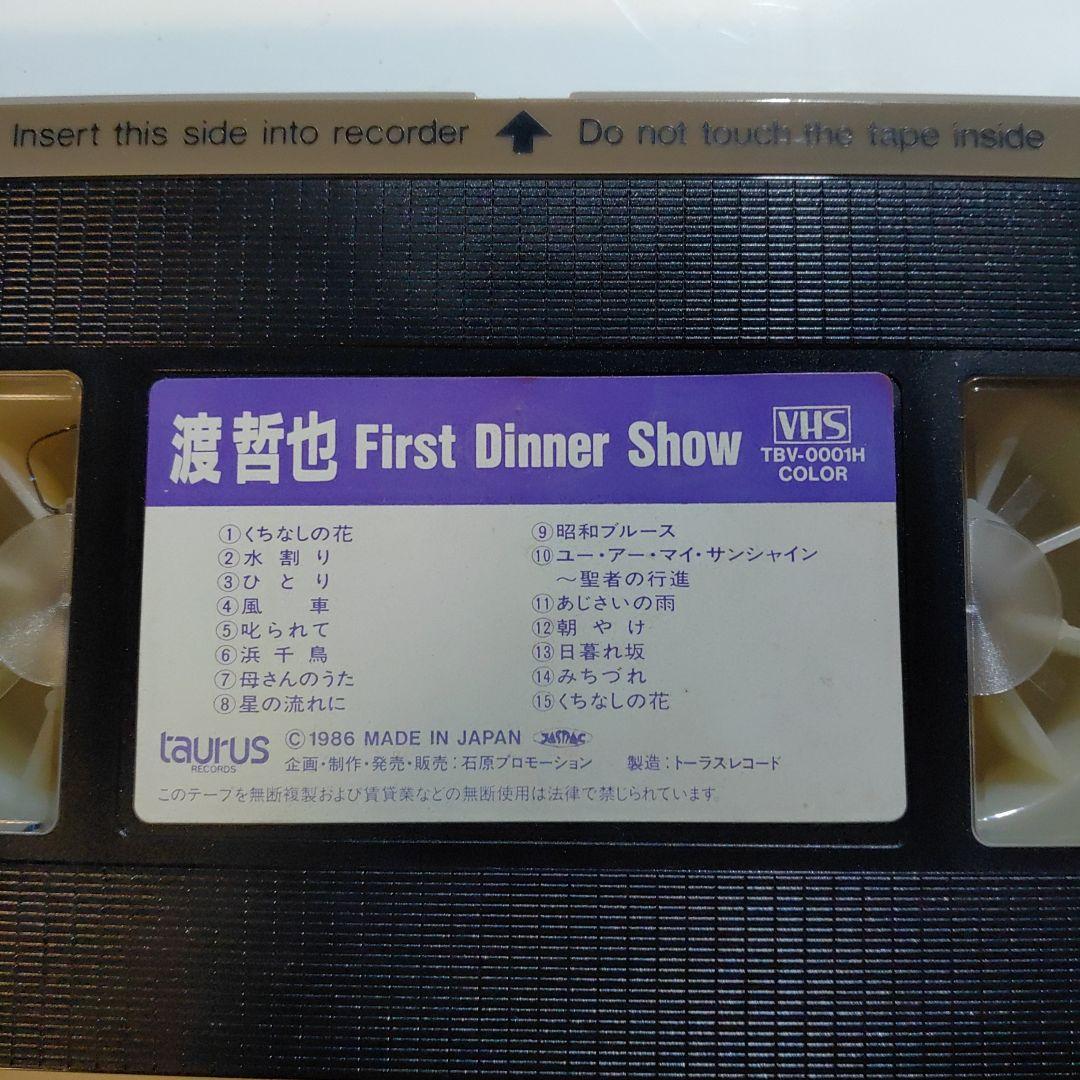 Insert this side into recorder Do not touch the tape inside
渡哲也 First Dinner Show
VHS
TBV-0001H
COLOR
①くちなしの花
②水割り
③ひとり
④風車
⑤叱られて
⑥浜千鳥
⑦母さんのうた
⑧星の流れに
⑨昭和ブルース
⑩ユー・アー・マイ・サンシャイン
～聖者の行進
⑪あじさいの雨
⑫朝やけ
⑬日暮れ坂
⑭みちづれ
⑮くちなしの花
taurus
RECORDS
©1986 MADE IN JAPAN JASRAC
企画・制作・発売・販売：石原プロモーション 製造：トーラスレコード
このテープを無断複製および賃貸業などの無断使用は法律で禁じられています。